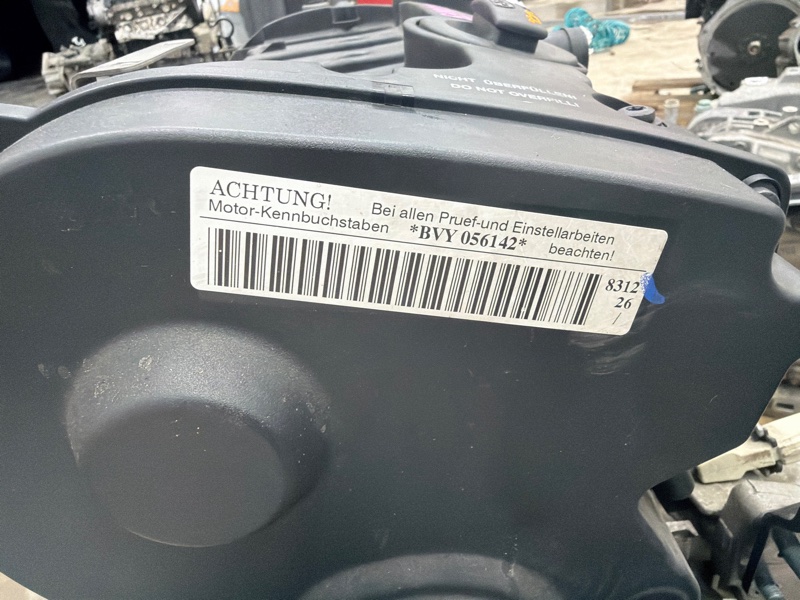 NICHT ÜBERFÜLLEN!
DO NOT OVERFILL!
ACHTUNG! Bei allen Pruef-und Einstellarbeiten
Motor-Kennbuchstaben *BVY 056142* beachten!
8312
26
/